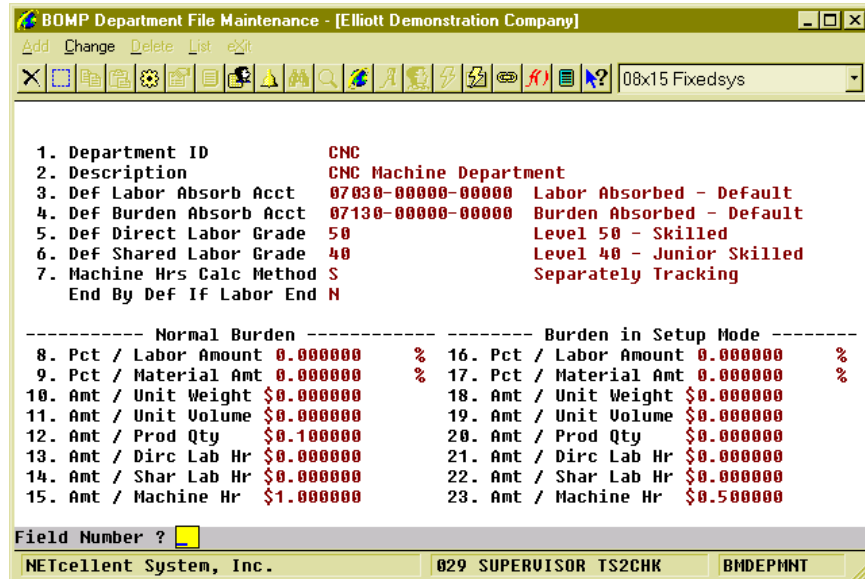 BOMP Department File Maintenance - [Elliott Demonstration Company]
Add Change Delete List eXit
08x15 Fixedsys
1. Department ID CNC
2. Description CNC Machine Department
3. Def Labor Absorb Acct 07030-00000-00000 Labor Absorbed - Default
4. Def Burden Absorb Acct 07130-00000-00000 Burden Absorbed - Default
5. Def Direct Labor Grade 50 Level 50 - Skilled
6. Def Shared Labor Grade 40 Level 40 - Junior Skilled
7. Machine Hrs Calc Method S Separately Tracking
End By Def If Labor End N
----------- Normal Burden ------------ -------- Burden in Setup Mode --------
8. Pct / Labor Amount 0.000000 % 16. Pct / Labor Amount 0.000000 %
9. Pct / Material Amt 0.000000 % 17. Pct / Material Amt 0.000000 %
10. Amt / Unit Weight $0.000000 18. Amt / Unit Weight $0.000000
11. Amt / Unit Volume $0.000000 19. Amt / Unit Volume $0.000000
12. Amt / Prod Qty $0.100000 20. Amt / Prod Qty $0.000000
13. Amt / Dirc Lab Hr $0.000000 21. Amt / Dirc Lab Hr $0.000000
14. Amt / Shar Lab Hr $0.000000 22. Amt / Shar Lab Hr $0.000000
15. Amt / Machine Hr $1.000000 23. Amt / Machine Hr $0.500000
Field Number ? _
NETcellent System, Inc. 029 SUPERVISOR TS2CHK BMDEPMNT